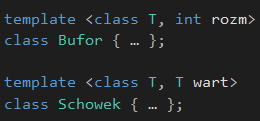 template <class T, int rozm>
class Bufor { … };
template <class T, T wart>
class Schowek { … };